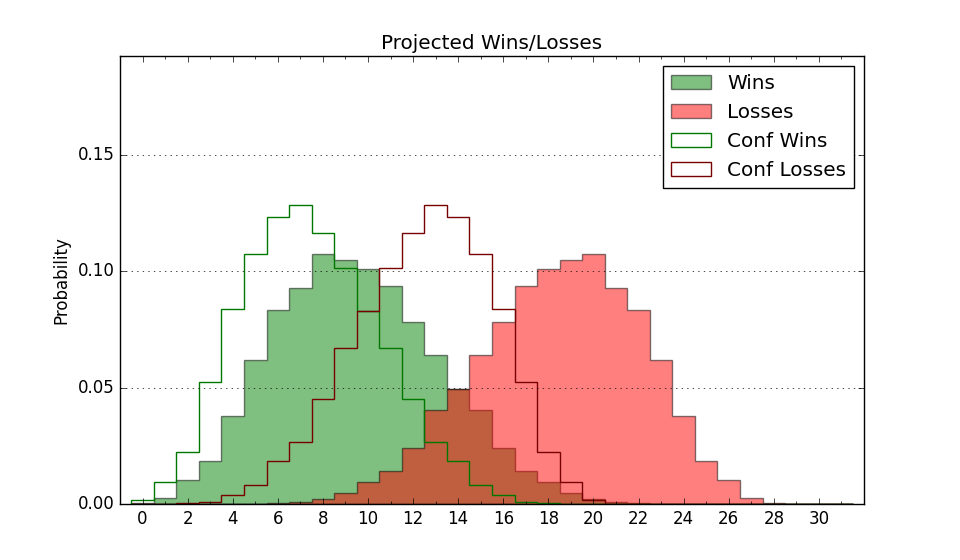 Projected Wins/Losses
Wins
Losses
Conf Wins
Conf Losses
Probability
0.15
0.10
0.05
0.00
0 2 4 6 8 10 12 14 16 18 20 22 24 26 28 30